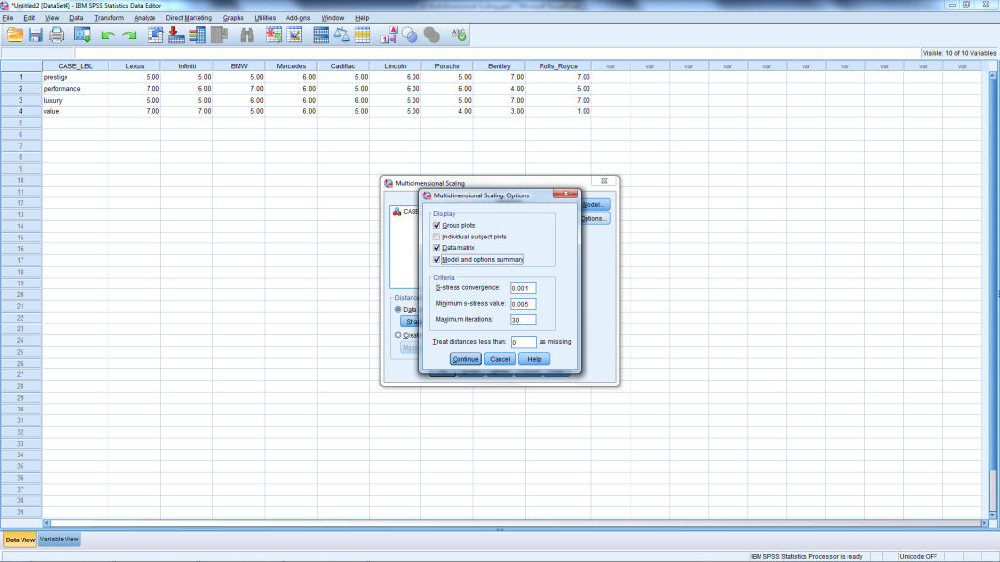 *Untitled2 [DataSet4] - IBM SPSS Statistics Data Editor
File Edit View Data Transform Analyze Direct Marketing Graphs Utilities Add-ons Window Help
Visible: 10 of 10 Variables
CASE_LBL Lexus Infiniti BMW Mercedes Cadillac Lincoln Porsche Bentley Rolls_Royce var var var var var var var var var var
1 prestige 5.00 5.00 5.00 6.00 5.00 6.00 5.00 7.00 7.00
2 performance 7.00 6.00 7.00 6.00 5.00 6.00 6.00 4.00 5.00
3 luxury 5.00 5.00 6.00 6.00 6.00 5.00 5.00 7.00 7.00
4 value 7.00 7.00 5.00 6.00 5.00 5.00 4.00 3.00 1.00
5
6
7
8
9
10
11
12
13
14
15
16
17
18
19
20
21
22
23
24
25
26
27
28
29
30
31
32
33
34
35
36
37
38
39
Multidimensional Scaling
CASE
Model...
Options...
Distance
Data
Creat
Multidimensional Scaling: Options
Display
Group plots
Individual subject plots
Data matrix
Model and options summary
Criteria
S-stress convergence: 0.001
Minimum s-stress value: 0.005
Maximum iterations: 30
Treat distances less than: 0 as missing
Continue Cancel Help
Data View Variable View
IBM SPSS Statistics Processor is ready Unicode:OFF